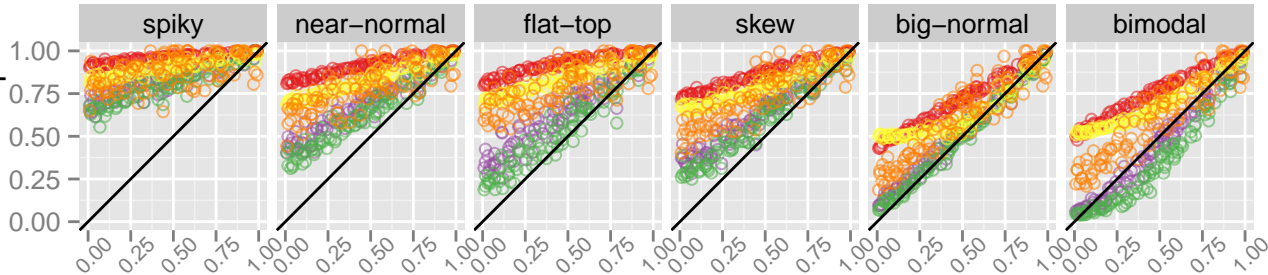 spiky near−normal flat−top skew big−normal bimodal
1.00
0.75
0.50
0.25
0.00
0.00 0.25 0.50 0.75 1.00 0.00 0.25 0.50 0.75 1.00 0.00 0.25 0.50 0.75 1.00 0.00 0.25 0.50 0.75 1.00 0.00 0.25 0.50 0.75 1.00 0.00 0.25 0.50 0.75 1.00